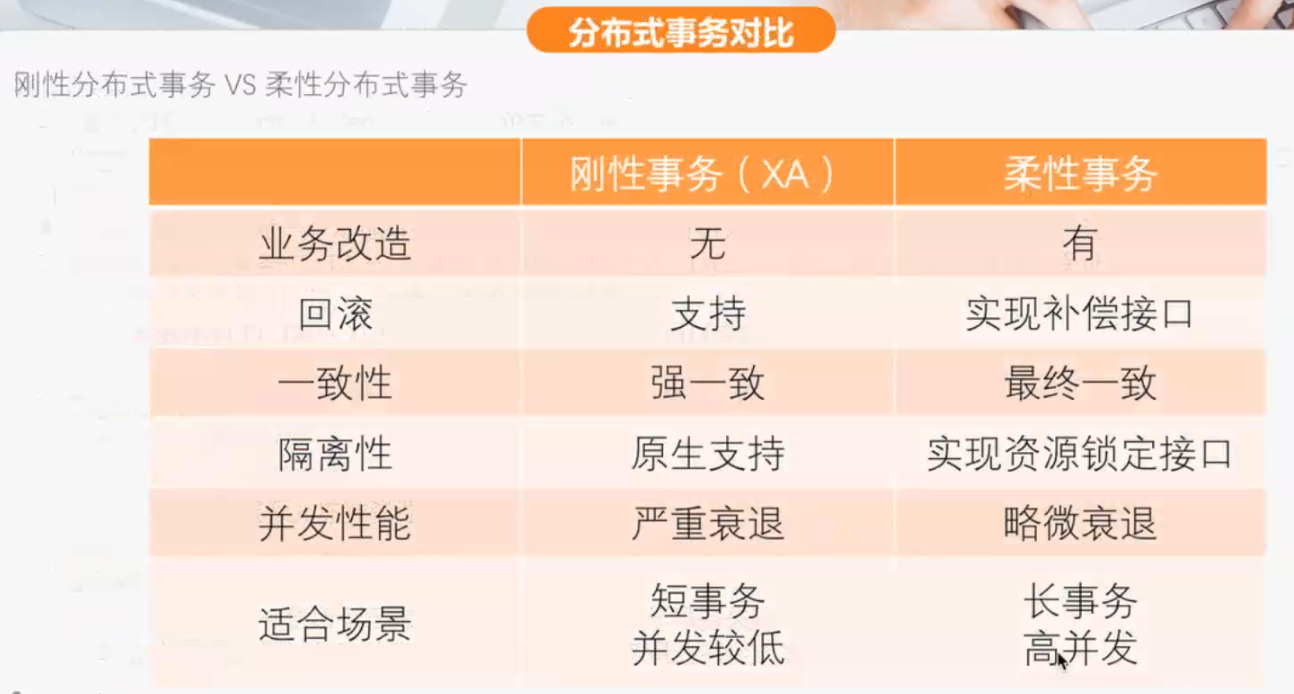 分布式事务对比
刚性分布式事务 VS 柔性分布式事务
刚性事务（XA） 柔性事务
业务改造 无 有
回滚 支持 实现补偿接口
一致性 强一致 最终一致
隔离性 原生支持 实现资源锁定接口
并发性能 严重衰退 略微衰退
适合场景 短事务 长事务
并发较低 高并发